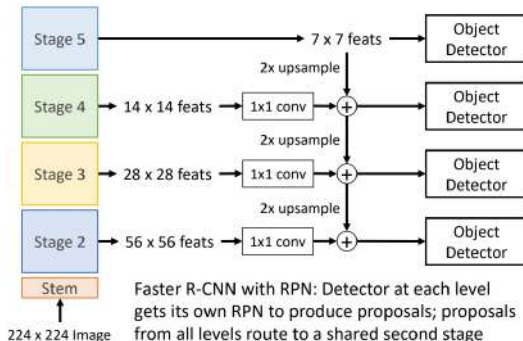 Stage 5
7 x 7 feats
Object
Detector
2x upsample
Stage 4
14 x 14 feats
1x1 conv
+
Object
Detector
2x upsample
Stage 3
28 x 28 feats
1x1 conv
+
Object
Detector
2x upsample
Stage 2
56 x 56 feats
1x1 conv
+
Object
Detector
Stem
224 x 224 Image
Faster R-CNN with RPN: Detector at each level
gets its own RPN to produce proposals; proposals
from all levels route to a shared second stage